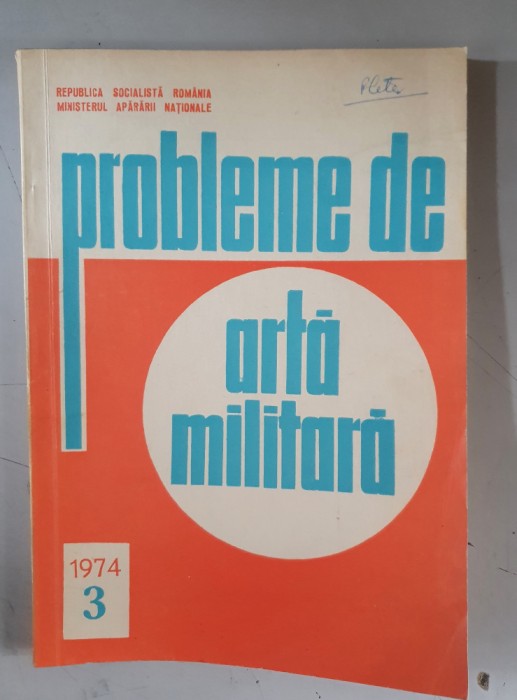 REPUBLICA SOCIALISTĂ ROMÂNIA
MINISTERUL APĂRĂRII NAȚIONALE
probleme de
artă
militară
1974
3